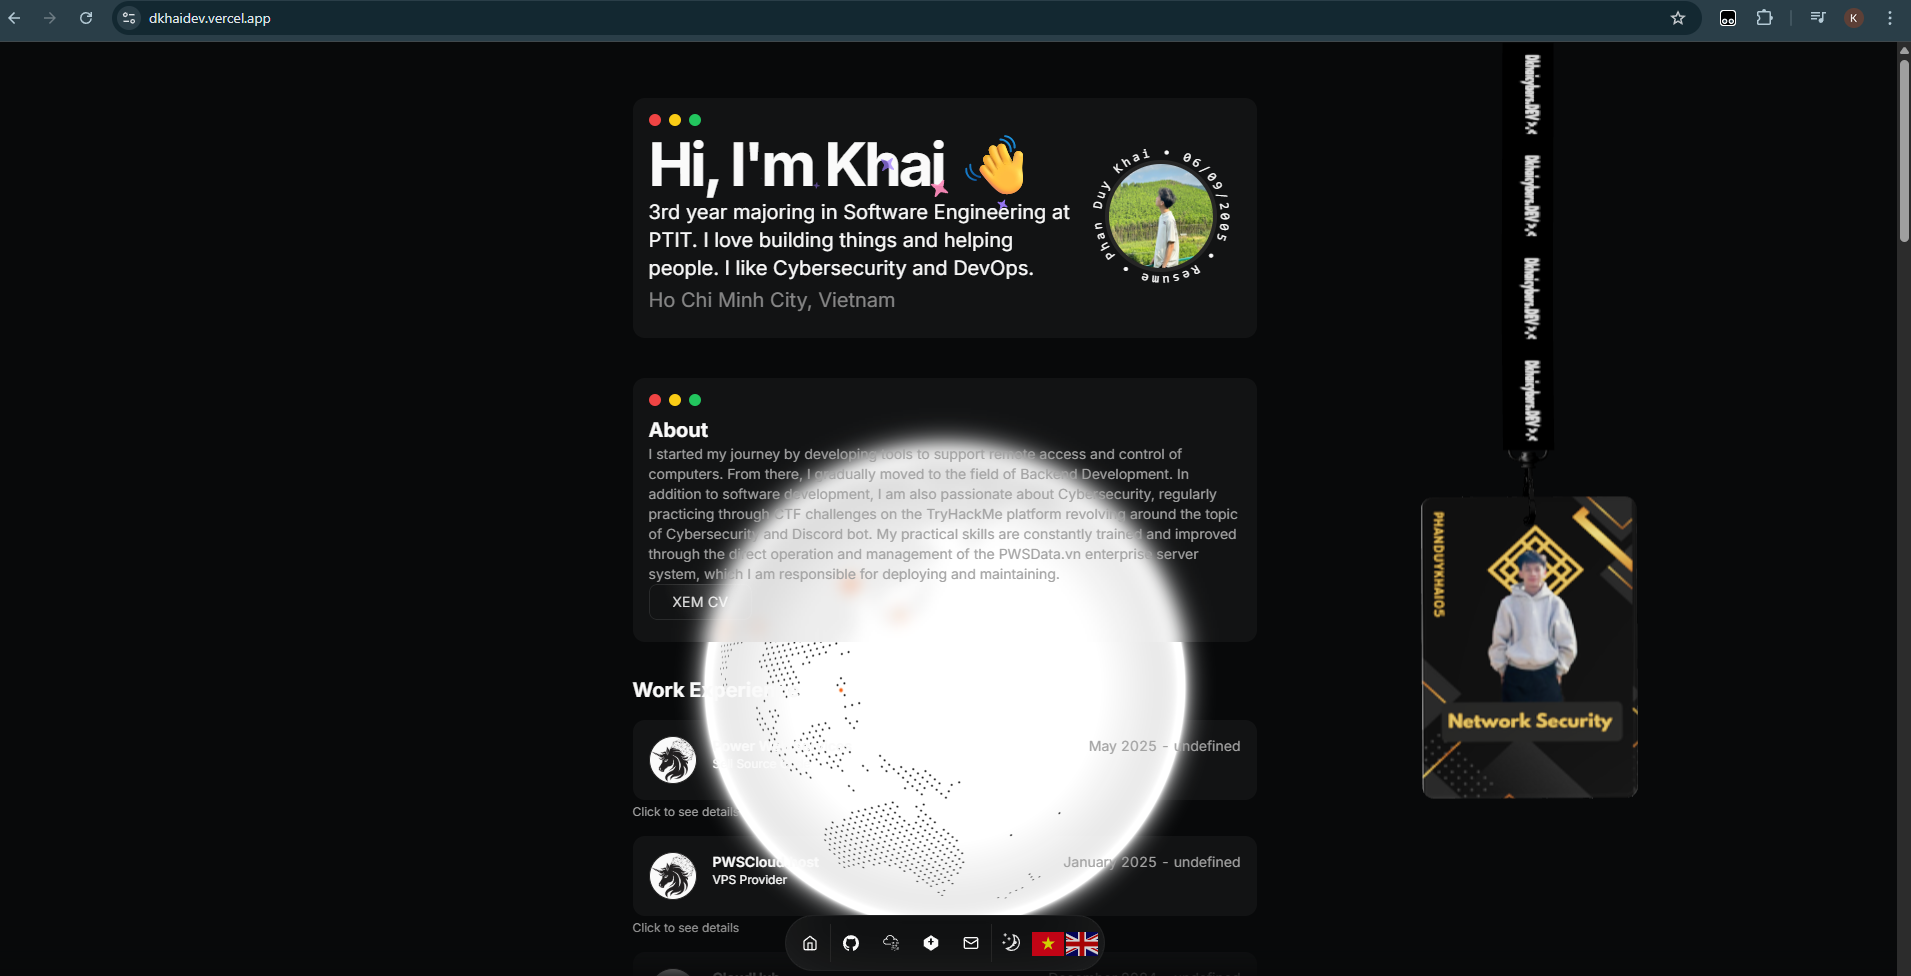 dkhaidev.vercel.app
K
Hi, I'm Khai
3rd year majoring in Software Engineering at
PTIT. I love building things and helping
people. I like Cybersecurity and DevOps.
Ho Chi Minh City, Vietnam
Phan Duy Khai • 06/09/2005 • Resume •
About
I started my journey by developing tools to support remote access and control of
computers. From there, I gradually moved to the field of Backend Development. In
addition to software development, I am also passionate about Cybersecurity, regularly
practicing through CTF challenges on the TryHackMe platform revolving around the topic
of Cybersecurity and Discord bot. My practical skills are constantly trained and improved
through the direct operation and management of the PWSData.vn enterprise server
system, which I am responsible for deploying and maintaining.
XEM CV
Work Experience
Power
May 2025 - undefined
Source
Click to see details
PWSCloudHost
January 2025 - undefined
VPS Provider
Click to see details
CloudHub
December 2024 - undefined
PHANDUYKHAI05
Network Security